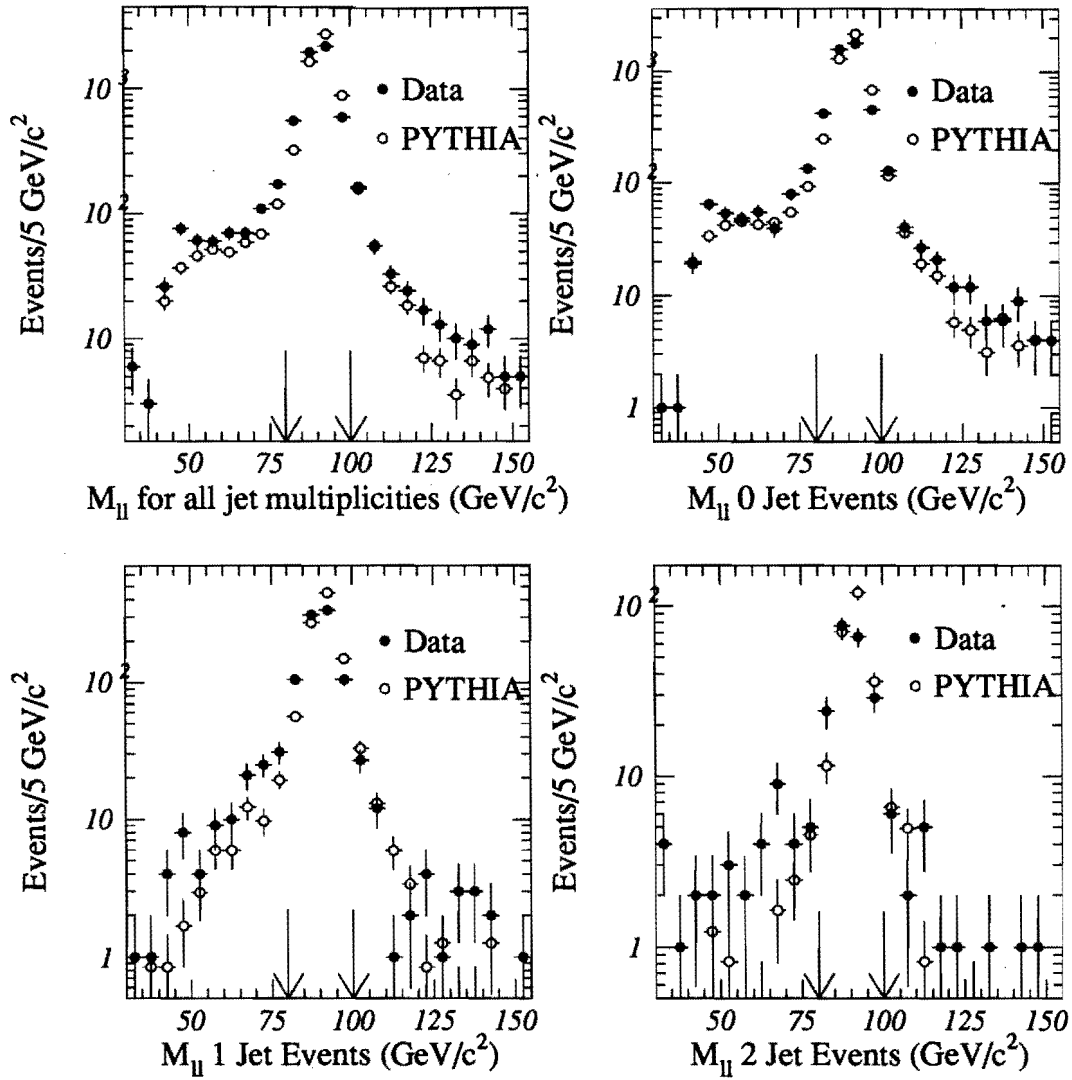 Events/5 GeV/c²
10³
10²
10
Data
PYTHIA
50 75 100 125 150
M_ll for all jet multiplicities (GeV/c²)
Events/5 GeV/c²
10³
10²
10
1
Data
PYTHIA
50 75 100 125 150
M_ll 0 Jet Events (GeV/c²)
Events/5 GeV/c²
10²
10
1
Data
PYTHIA
50 75 100 125 150
M_ll 1 Jet Events (GeV/c²)
Events/5 GeV/c²
10²
10
1
Data
PYTHIA
50 75 100 125 150
M_ll 2 Jet Events (GeV/c²)